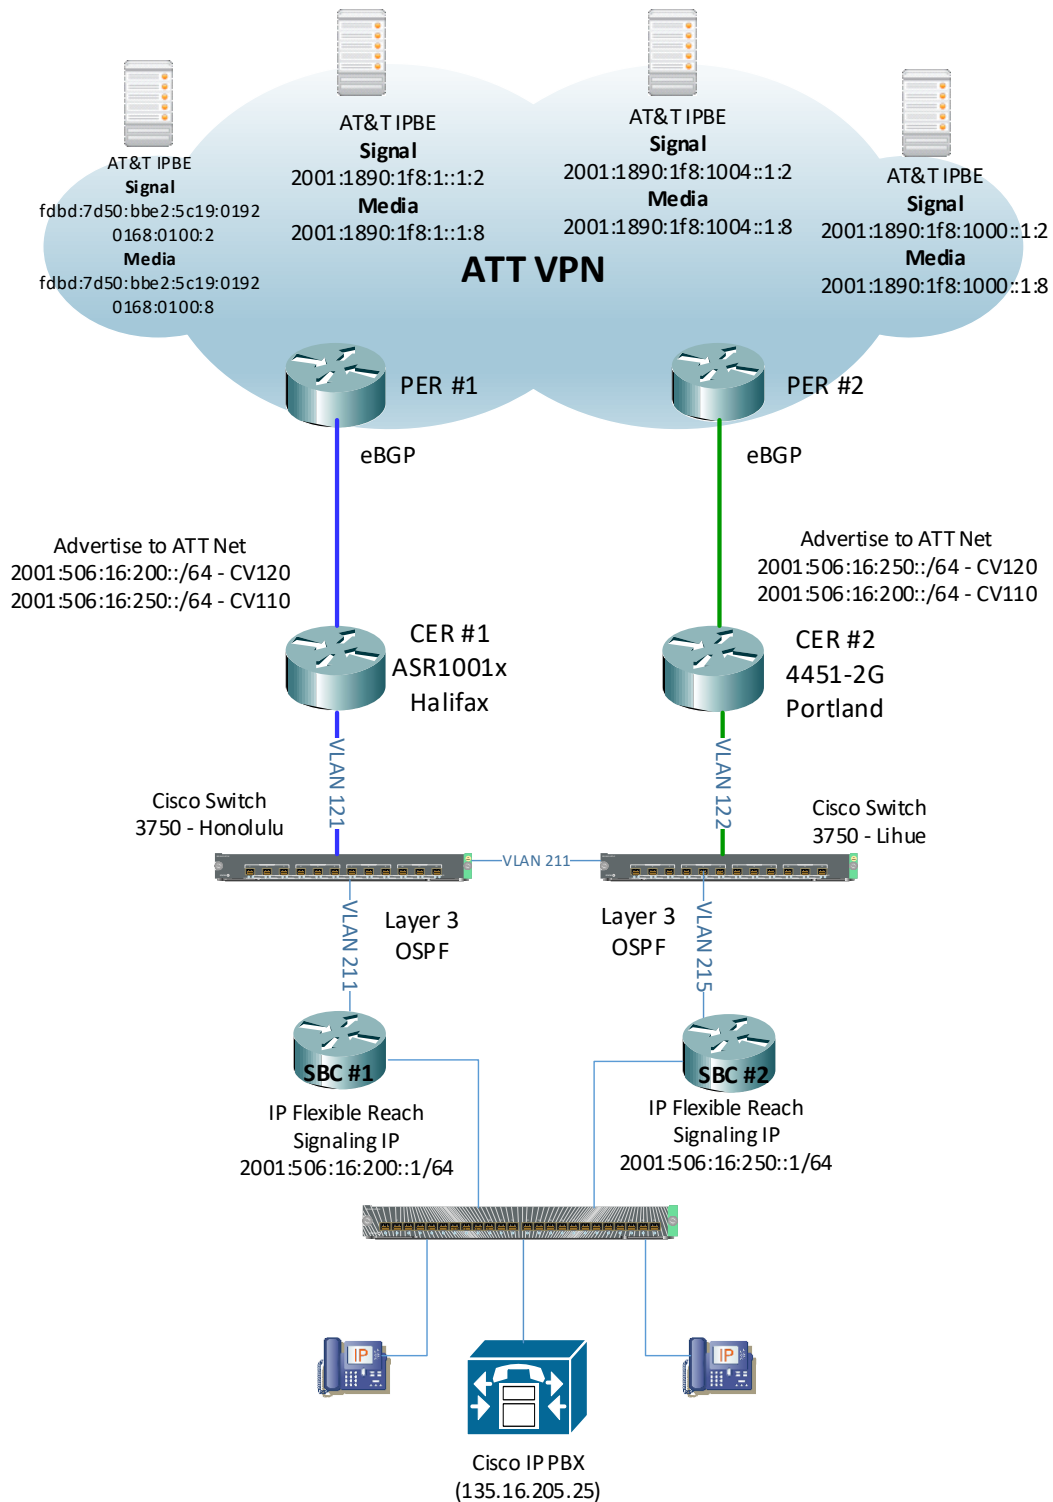 AT&T IPBE
Signal
fdbd:7d50:bbe2:5c19:0192
0168:0100:2
Media
fdbd:7d50:bbe2:5c19:0192
0168:0100:8
AT&T IPBE
Signal
2001:1890:1f8:1::1:2
Media
2001:1890:1f8:1::1:8
AT&T IPBE
Signal
2001:1890:1f8:1004::1:2
Media
2001:1890:1f8:1004::1:8
AT&T IPBE
Signal
2001:1890:1f8:1000::1:2
Media
2001:1890:1f8:1000::1:8
ATT VPN
PER #1
PER #2
eBGP
eBGP
Advertise to ATT Net
2001:506:16:200::/64 - CV120
2001:506:16:250::/64 - CV110
Advertise to ATT Net
2001:506:16:250::/64 - CV120
2001:506:16:200::/64 - CV110
CER #1
ASR1001x
Halifax
CER #2
4451-2G
Portland
VLAN 121
VLAN 122
Cisco Switch
3750 - Honolulu
Cisco Switch
3750 - Lihue
VLAN 211
VLAN 211
Layer 3
OSPF
Layer 3
OSPF
VLAN 215
SBC #1
SBC #2
IP Flexible Reach
Signaling IP
2001:506:16:200::1/64
IP Flexible Reach
Signaling IP
2001:506:16:250::1/64
IP
IP
Cisco IP PBX
(135.16.205.25)